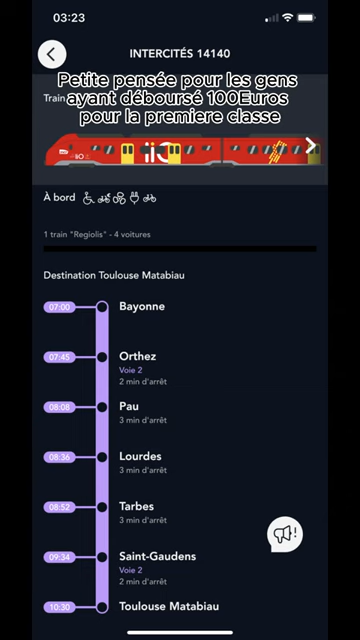 03:23
INTERCITÉS 14140
Petite pensée pour les gens
Train
ayant déboursé 100Euros
pour la premiere classe
SNCF
liO
liO
À bord
1 train "Regiolis" - 4 voitures
Destination Toulouse Matabiau
07:00 Bayonne
07:45 Orthez
Voie 2
2 min d'arrêt
08:08 Pau
3 min d'arrêt
08:36 Lourdes
3 min d'arrêt
08:52 Tarbes
3 min d'arrêt
09:34 Saint-Gaudens
Voie 2
2 min d'arrêt
10:30 Toulouse Matabiau